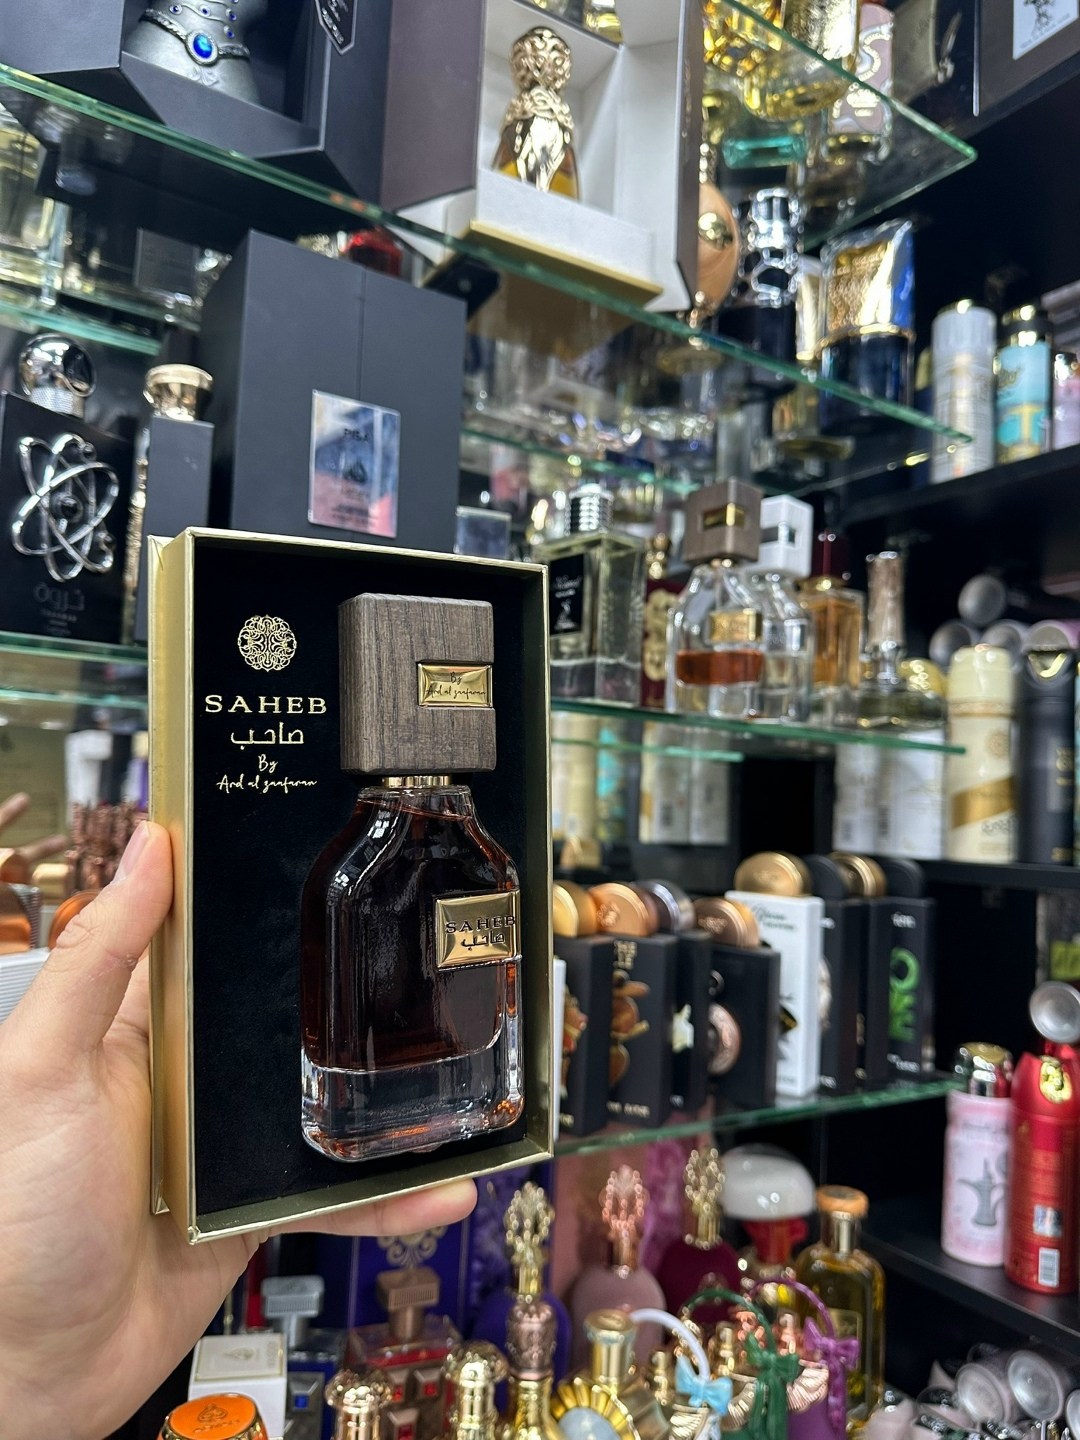 SAHEB
صاحب
By
Ard al zaafaran
By
Ard al zaafaran
SAHEB
صاحب